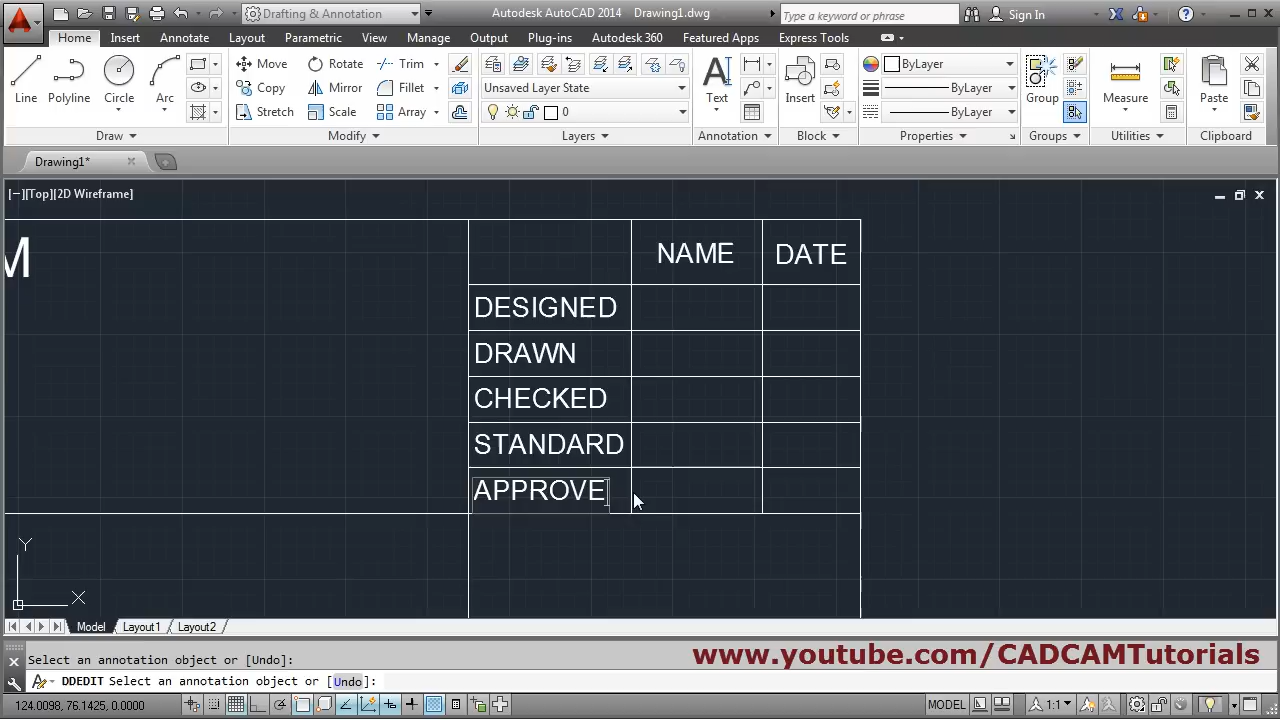 Drafting & Annotation
Autodesk AutoCAD 2014 Drawing1.dwg
Type a keyword or phrase
Sign In
Home Insert Annotate Layout Parametric View Manage Output Plug-ins Autodesk 360 Featured Apps Express Tools
Line Polyline Circle Arc
Move Rotate Trim
Copy Mirror Fillet
Stretch Scale Array
Unsaved Layer State
0
Text
Insert
ByLayer
ByLayer
ByLayer
Group
Measure
Paste
Draw Modify Layers Annotation Block Properties Groups Utilities Clipboard
Drawing1*
[–][Top][2D Wireframe]
M
NAME DATE
DESIGNED
DRAWN
CHECKED
STANDARD
APPROVE
Y
X
Model Layout1 Layout2
Select an annotation object or [Undo]:
www.youtube.com/CADCAMTutorials
DDEDIT Select an annotation object or [Undo]:
124.0098, 76.1425, 0.0000
MODEL
1:1